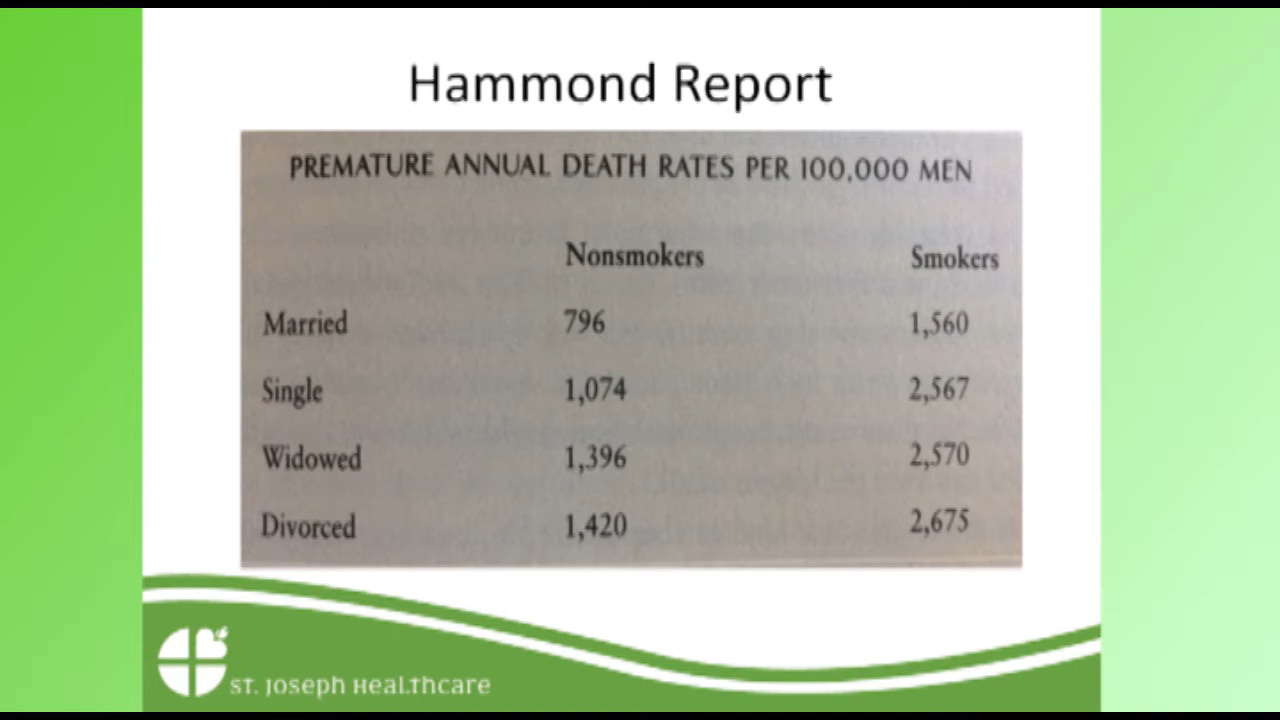 Hammond Report
PREMATURE ANNUAL DEATH RATES PER 100,000 MEN
Nonsmokers Smokers
Married 796 1,560
Single 1,074 2,567
Widowed 1,396 2,570
Divorced 1,420 2,675
ST. JOSEPH HEALTHCARE